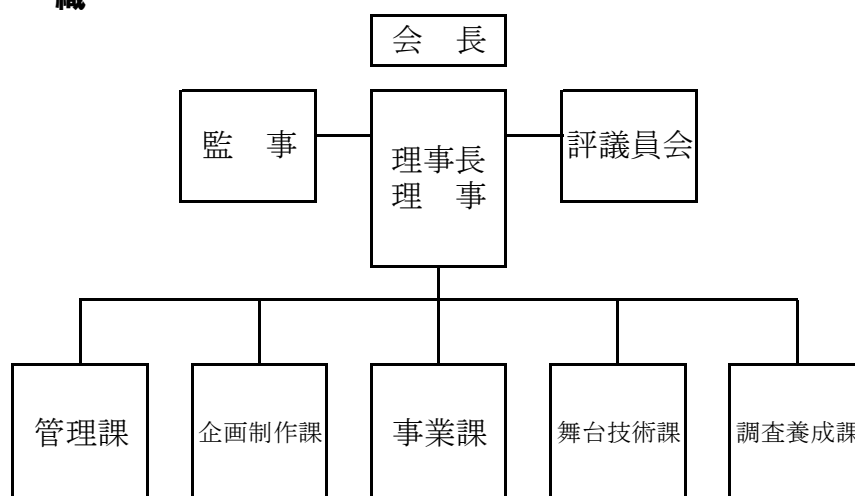 会　長
監　事
理事長
理　事
評議員会
管理課
企画制作課
事業課
舞台技術課
調査養成課